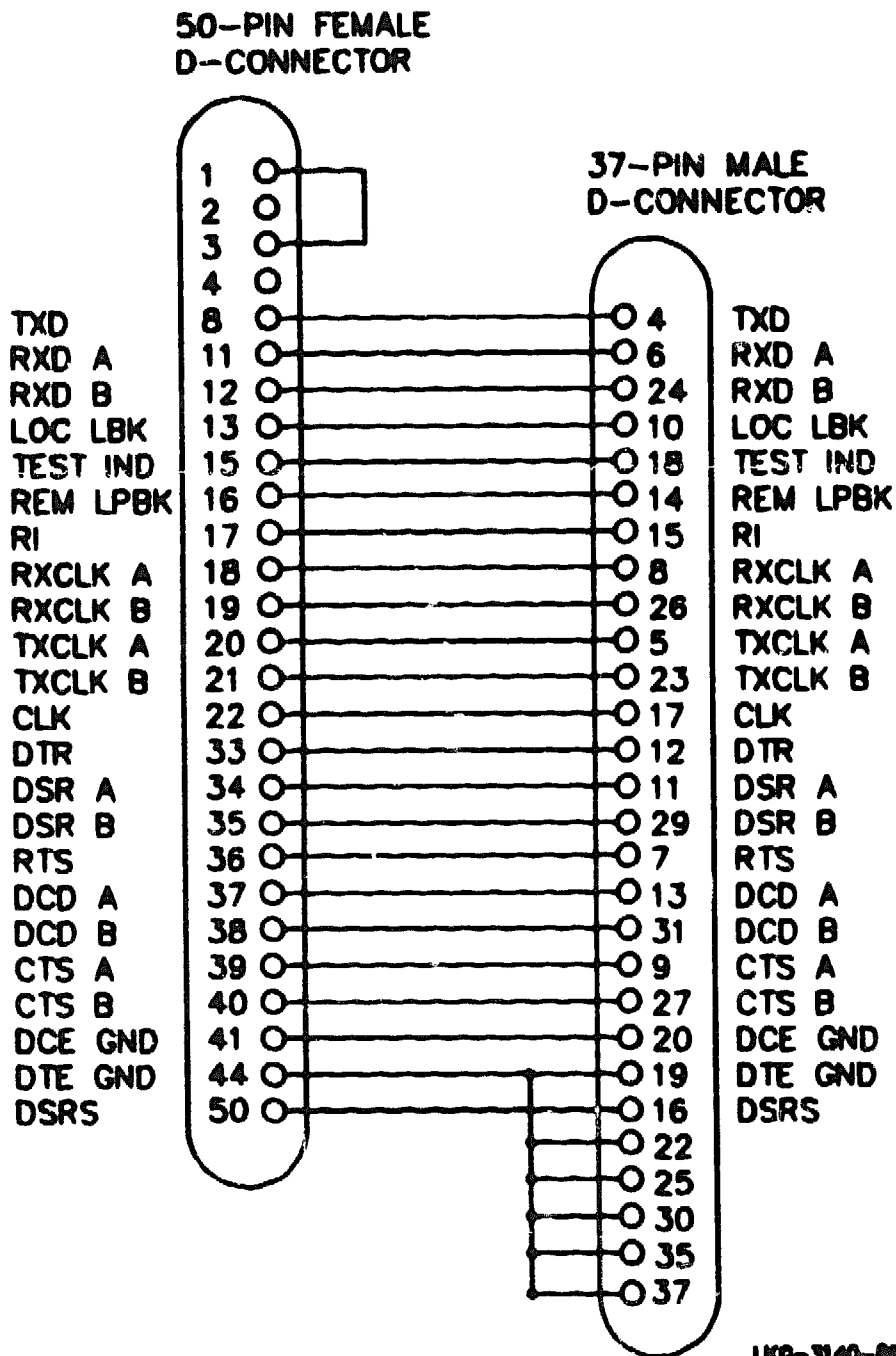 50-PIN FEMALE
D-CONNECTOR
37-PIN MALE
D-CONNECTOR
1
2
3
4
TXD 8 4 TXD
RXD A 11 6 RXD A
RXD B 12 24 RXD B
LOC LBK 13 10 LOC LBK
TEST IND 15 18 TEST IND
REM LPBK 16 14 REM LPBK
RI 17 15 RI
RXCLK A 18 8 RXCLK A
RXCLK B 19 26 RXCLK B
TXCLK A 20 5 TXCLK A
TXCLK B 21 23 TXCLK B
CLK 22 17 CLK
DTR 33 12 DTR
DSR A 34 11 DSR A
DSR B 35 29 DSR B
RTS 36 7 RTS
DCD A 37 13 DCD A
DCD B 38 31 DCD B
CTS A 39 9 CTS A
CTS B 40 27 CTS B
DCE GND 41 20 DCE GND
DTE GND 44 19 DTE GND
DSRS 50 16 DSRS
22
25
30
35
37